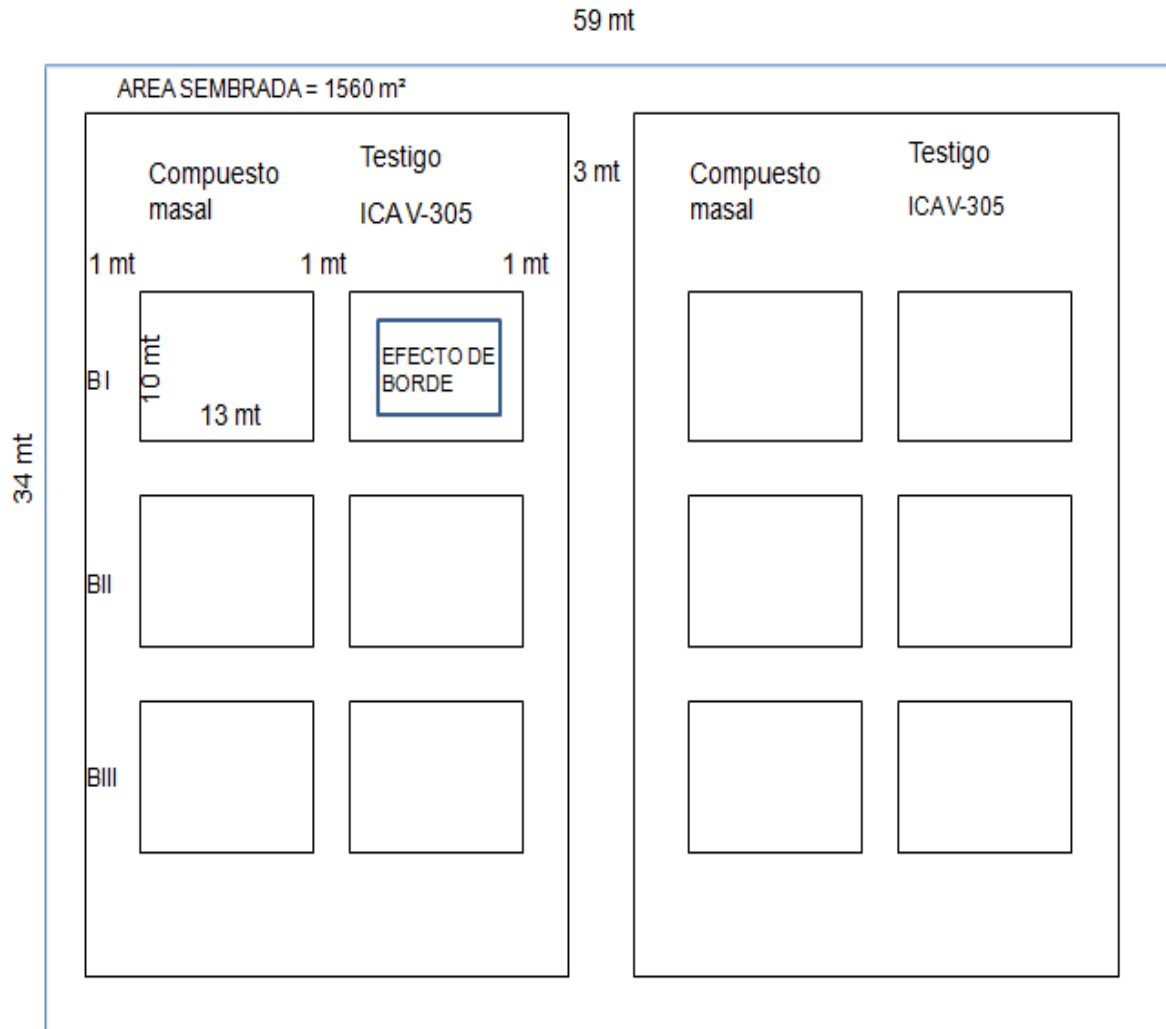 59 mt
AREA SEMBRADA = 1560 m²
Compuesto
masal
Testigo
ICAV-305
3 mt
Compuesto
masal
Testigo
ICAV-305
1 mt
1 mt
1 mt
BI
10 mt
13 mt
EFECTO DE
BORDE
34 mt
BII
BIII